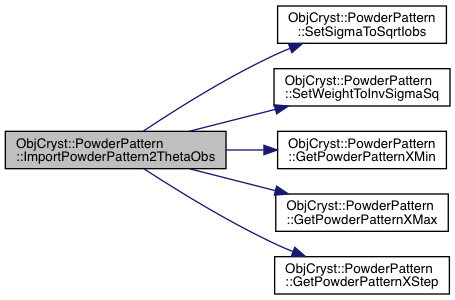 ObjCryst::PowderPattern
::ImportPowderPattern2ThetaObs
ObjCryst::PowderPattern
::SetSigmaToSqrtIobs
ObjCryst::PowderPattern
::SetWeightToInvSigmaSq
ObjCryst::PowderPattern
::GetPowderPatternXMin
ObjCryst::PowderPattern
::GetPowderPatternXMax
ObjCryst::PowderPattern
::GetPowderPatternXStep